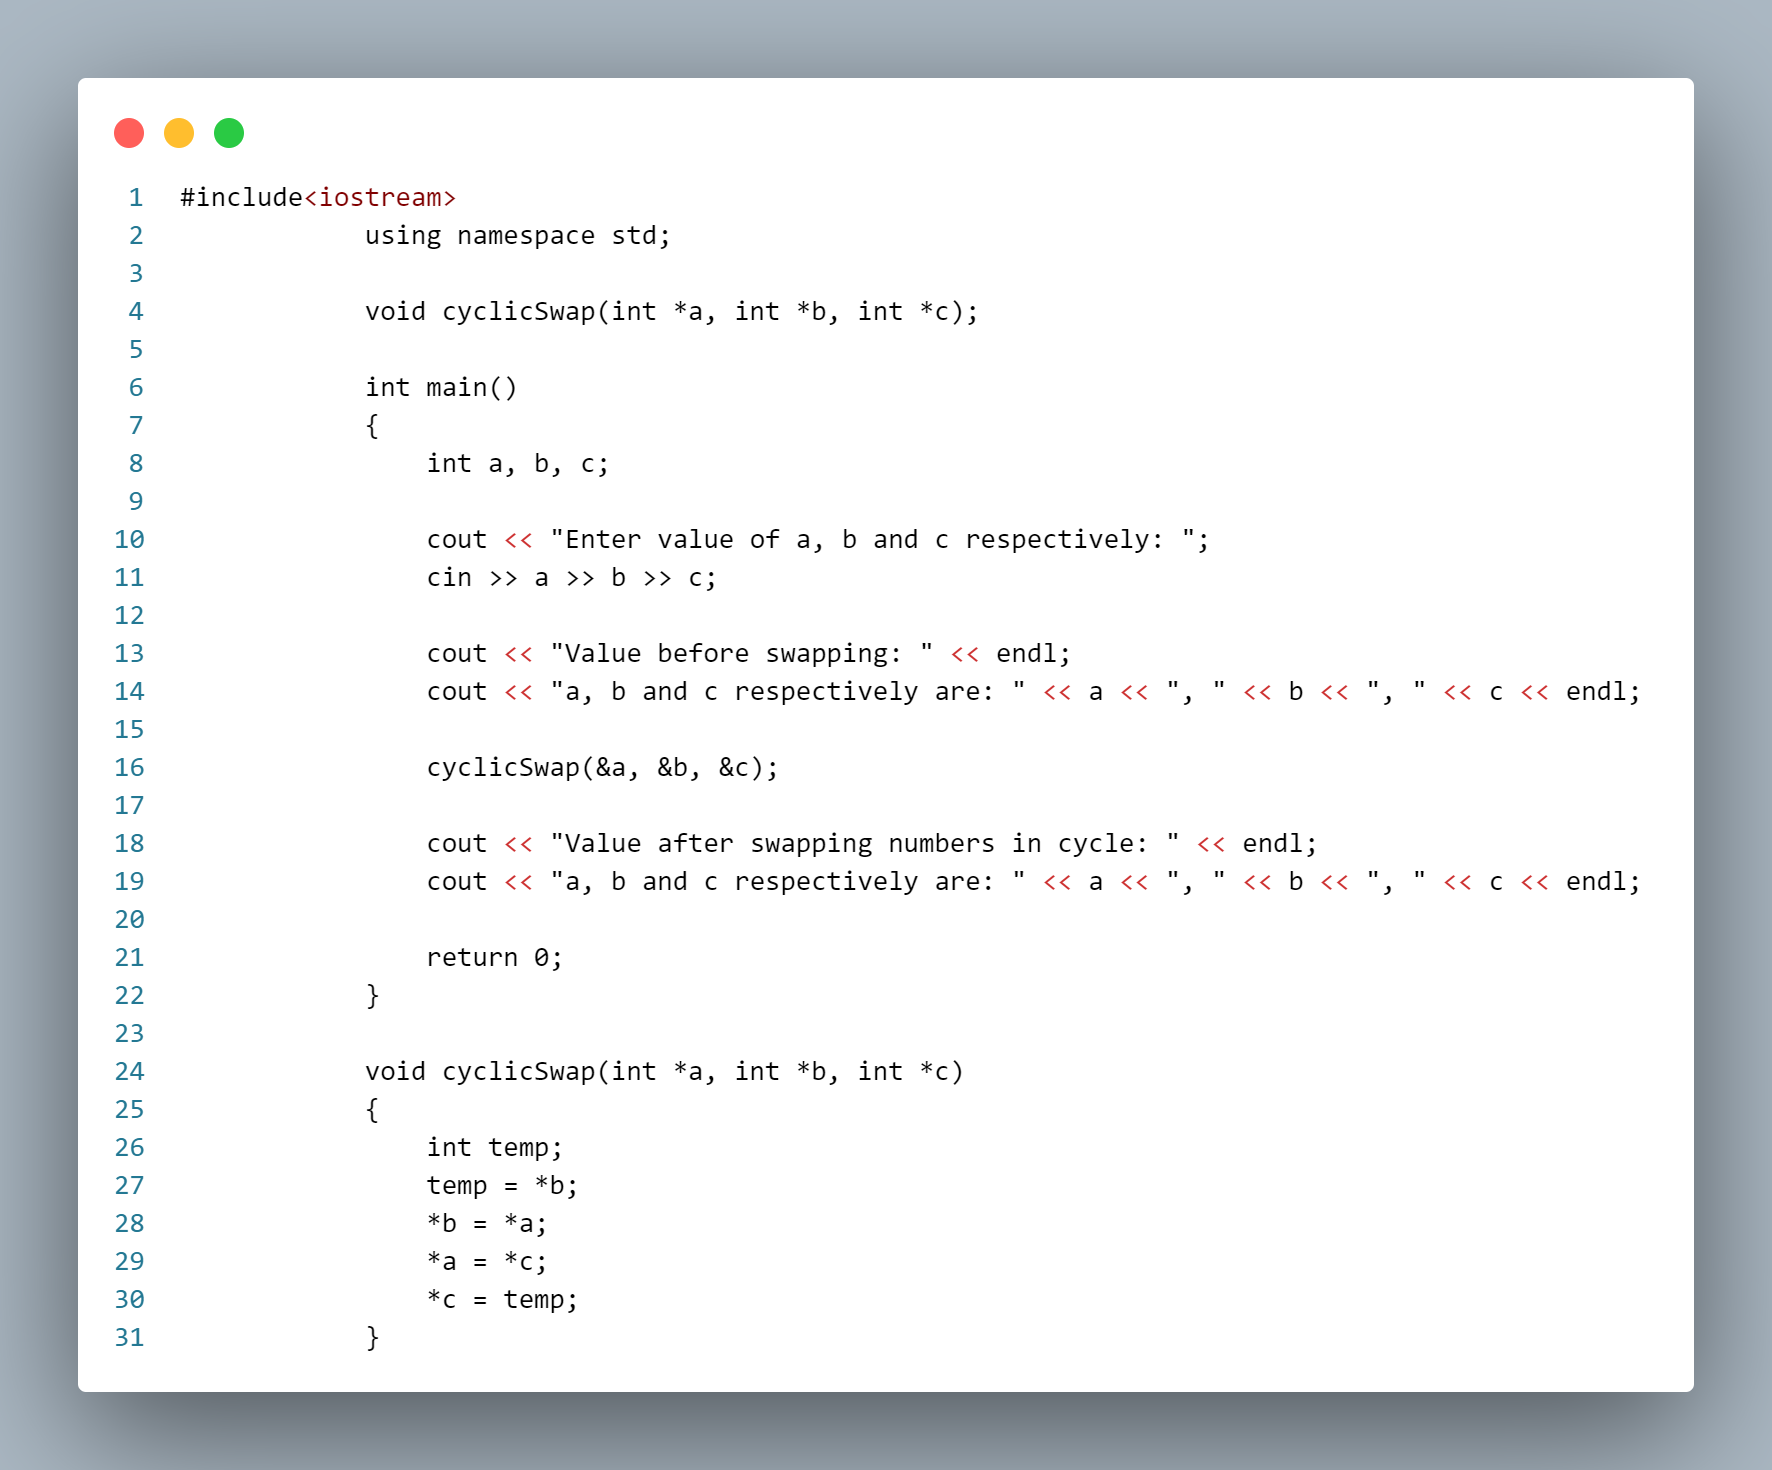 1 #include<iostream>
2 using namespace std;
3
4 void cyclicSwap(int *a, int *b, int *c);
5
6 int main()
7 {
8 int a, b, c;
9
10 cout << "Enter value of a, b and c respectively: ";
11 cin >> a >> b >> c;
12
13 cout << "Value before swapping: " << endl;
14 cout << "a, b and c respectively are: " << a << ", " << b << ", " << c << endl;
15
16 cyclicSwap(&a, &b, &c);
17
18 cout << "Value after swapping numbers in cycle: " << endl;
19 cout << "a, b and c respectively are: " << a << ", " << b << ", " << c << endl;
20
21 return 0;
22 }
23
24 void cyclicSwap(int *a, int *b, int *c)
25 {
26 int temp;
27 temp = *b;
28 *b = *a;
29 *a = *c;
30 *c = temp;
31 }